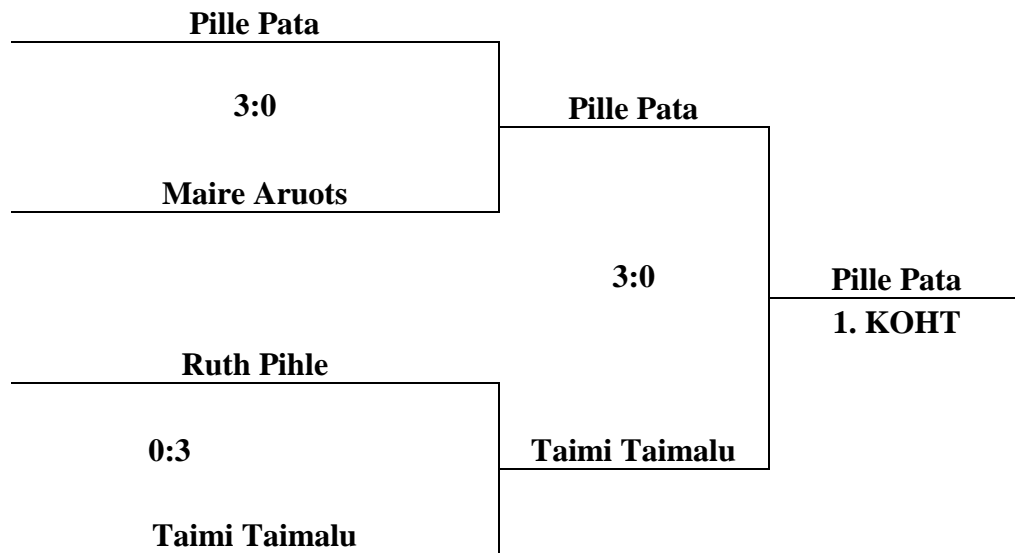 Pille Pata
3:0
Pille Pata
Maire Aruots
3:0
Pille Pata
1. KOHT
Ruth Pihle
0:3
Taimi Taimalu
Taimi Taimalu